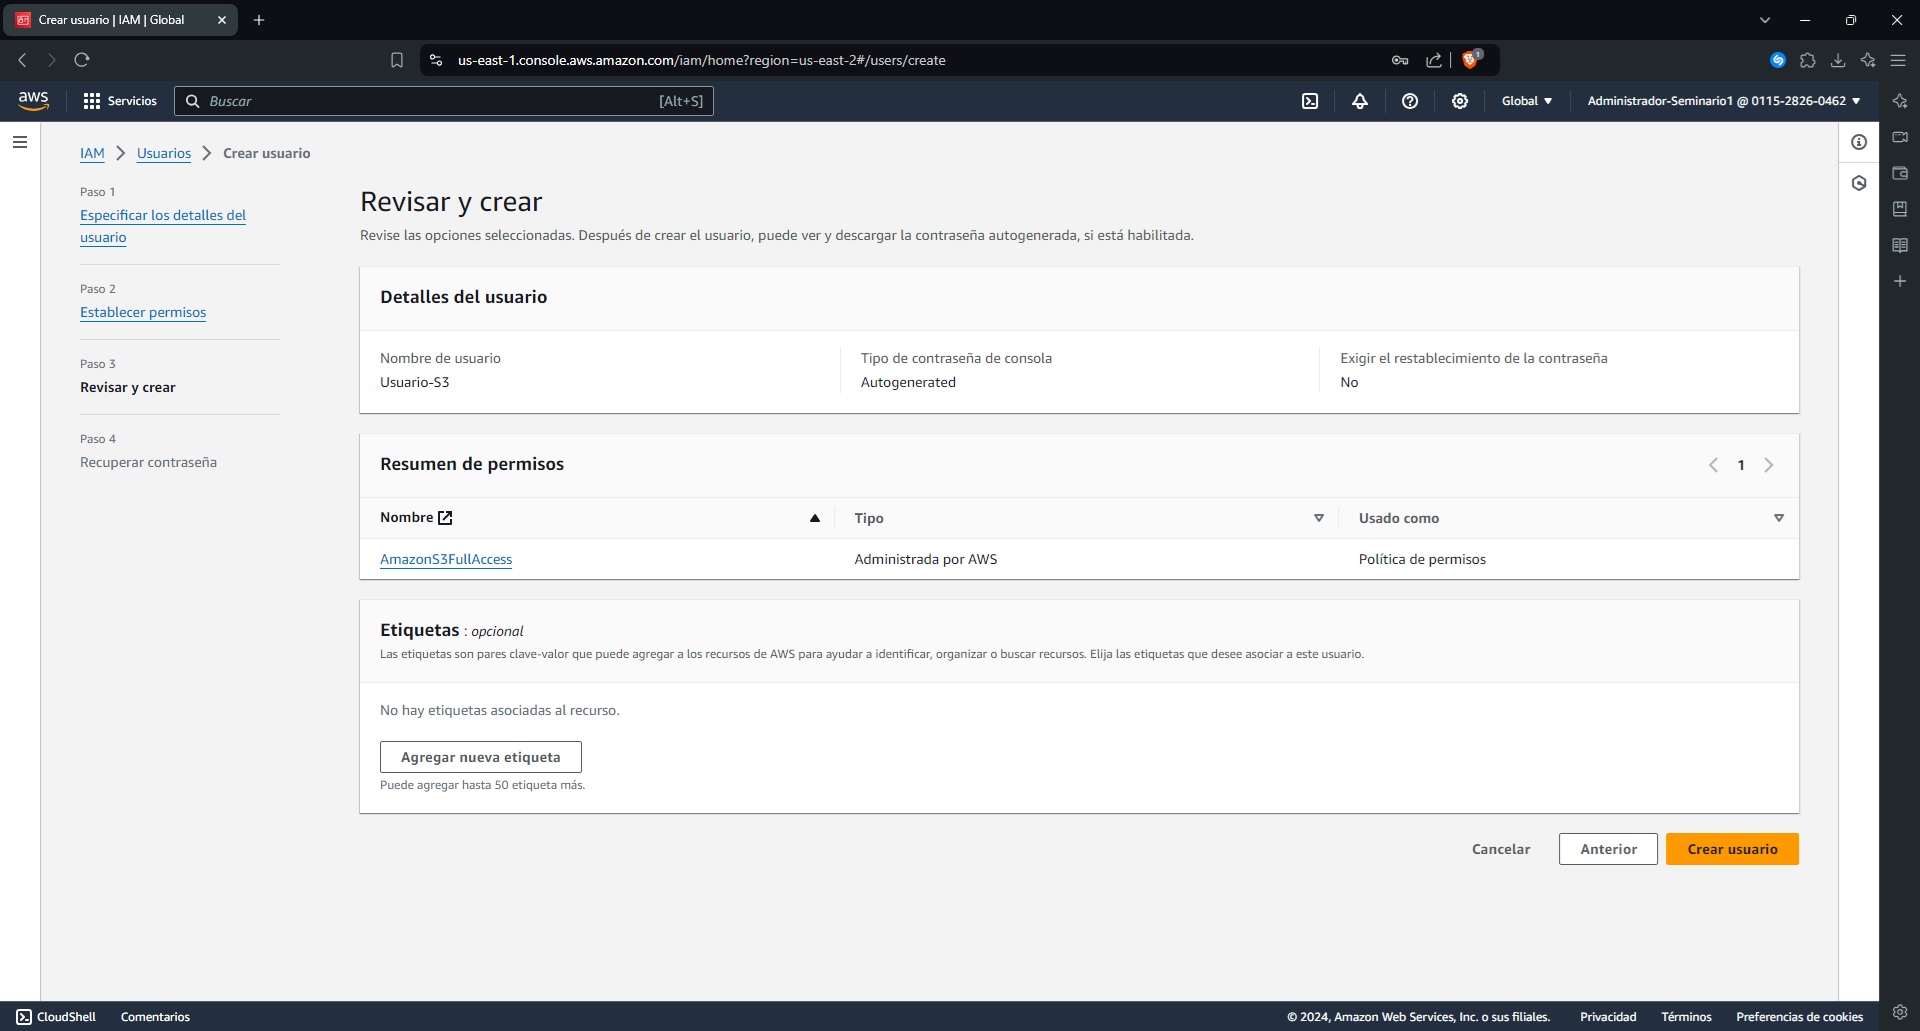 Crear usuario | IAM | Global
us-east-1.console.aws.amazon.com/iam/home?region=us-east-2#/users/create
1
aws
Servicios
Buscar
[Alt+S]
Global
Administrador-Seminario1 @ 0115-2826-0462
IAM
Usuarios
Crear usuario
Paso 1
Especificar los detalles del
usuario
Paso 2
Establecer permisos
Paso 3
Revisar y crear
Paso 4
Recuperar contraseña
Revisar y crear
Revise las opciones seleccionadas. Después de crear el usuario, puede ver y descargar la contraseña autogenerada, si está habilitada.
Detalles del usuario
Nombre de usuario
Usuario-S3
Tipo de contraseña de consola
Autogenerated
Exigir el restablecimiento de la contraseña
No
Resumen de permisos
1
Nombre
Tipo
Usado como
AmazonS3FullAccess
Administrada por AWS
Política de permisos
Etiquetas : opcional
Las etiquetas son pares clave-valor que puede agregar a los recursos de AWS para ayudar a identificar, organizar o buscar recursos. Elija las etiquetas que desee asociar a este usuario.
No hay etiquetas asociadas al recurso.
Agregar nueva etiqueta
Puede agregar hasta 50 etiqueta más.
Cancelar
Anterior
Crear usuario
CloudShell
Comentarios
© 2024, Amazon Web Services, Inc. o sus filiales.
Privacidad
Términos
Preferencias de cookies